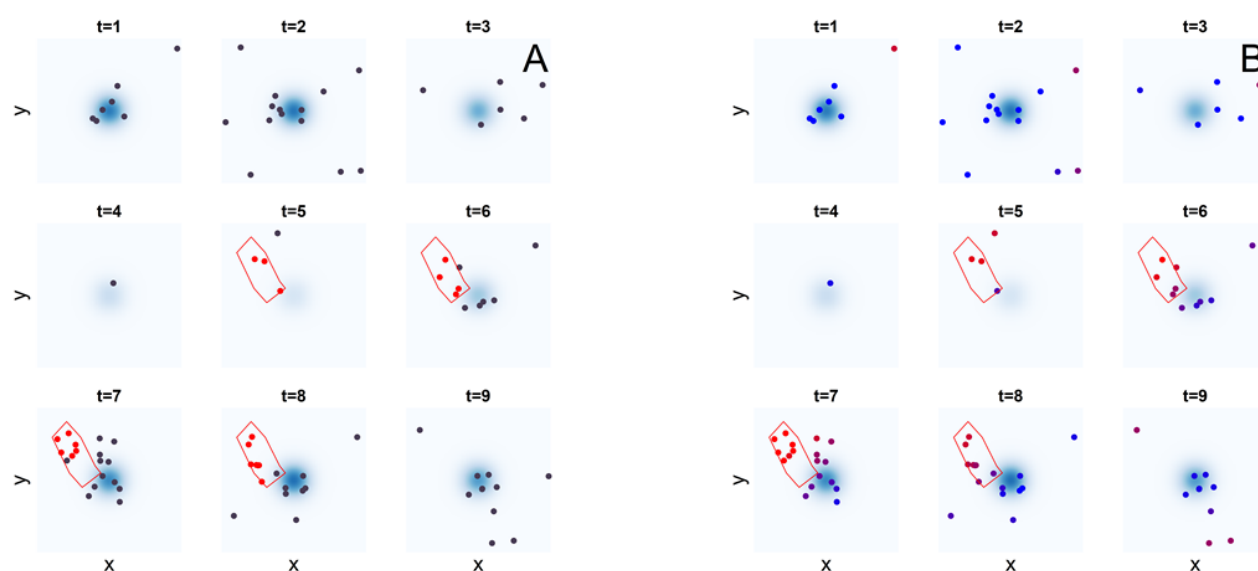 t=1 t=2 t=3 t=1 t=2 t=3
A B
y y
t=4 t=5 t=6 t=4 t=5 t=6
y y
t=7 t=8 t=9 t=7 t=8 t=9
y y
x x x x